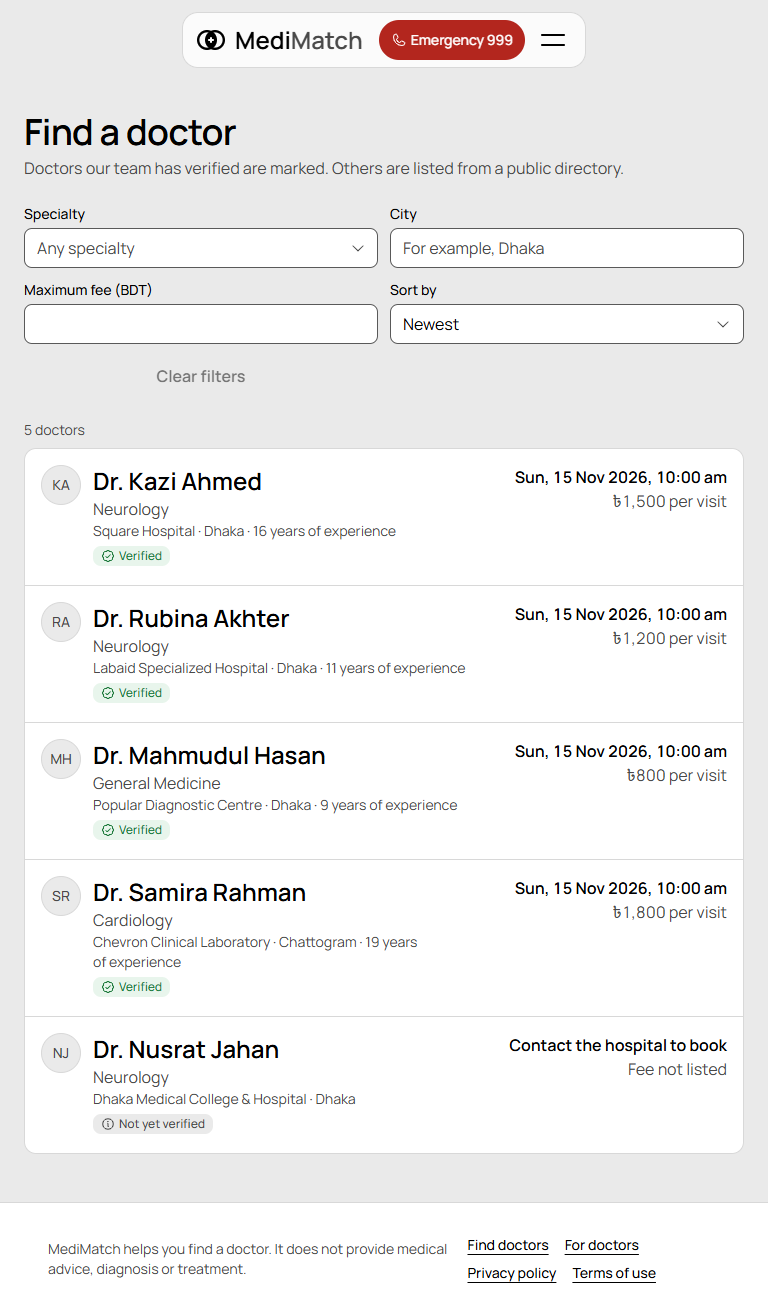 MediMatch
Emergency 999
Find a doctor
Doctors our team has verified are marked. Others are listed from a public directory.
Specialty
City
Any specialty
For example, Dhaka
Maximum fee (BDT)
Sort by
Newest
Clear filters
5 doctors
KA
Dr. Kazi Ahmed
Sun, 15 Nov 2026, 10:00 am
Neurology
৳1,500 per visit
Square Hospital · Dhaka · 16 years of experience
Verified
RA
Dr. Rubina Akhter
Sun, 15 Nov 2026, 10:00 am
Neurology
৳1,200 per visit
Labaid Specialized Hospital · Dhaka · 11 years of experience
Verified
MH
Dr. Mahmudul Hasan
Sun, 15 Nov 2026, 10:00 am
General Medicine
৳800 per visit
Popular Diagnostic Centre · Dhaka · 9 years of experience
Verified
SR
Dr. Samira Rahman
Sun, 15 Nov 2026, 10:00 am
Cardiology
৳1,800 per visit
Chevron Clinical Laboratory · Chattogram · 19 years
of experience
Verified
NJ
Dr. Nusrat Jahan
Contact the hospital to book
Neurology
Fee not listed
Dhaka Medical College & Hospital · Dhaka
Not yet verified
MediMatch helps you find a doctor. It does not provide medical
advice, diagnosis or treatment.
Find doctors
For doctors
Privacy policy
Terms of use